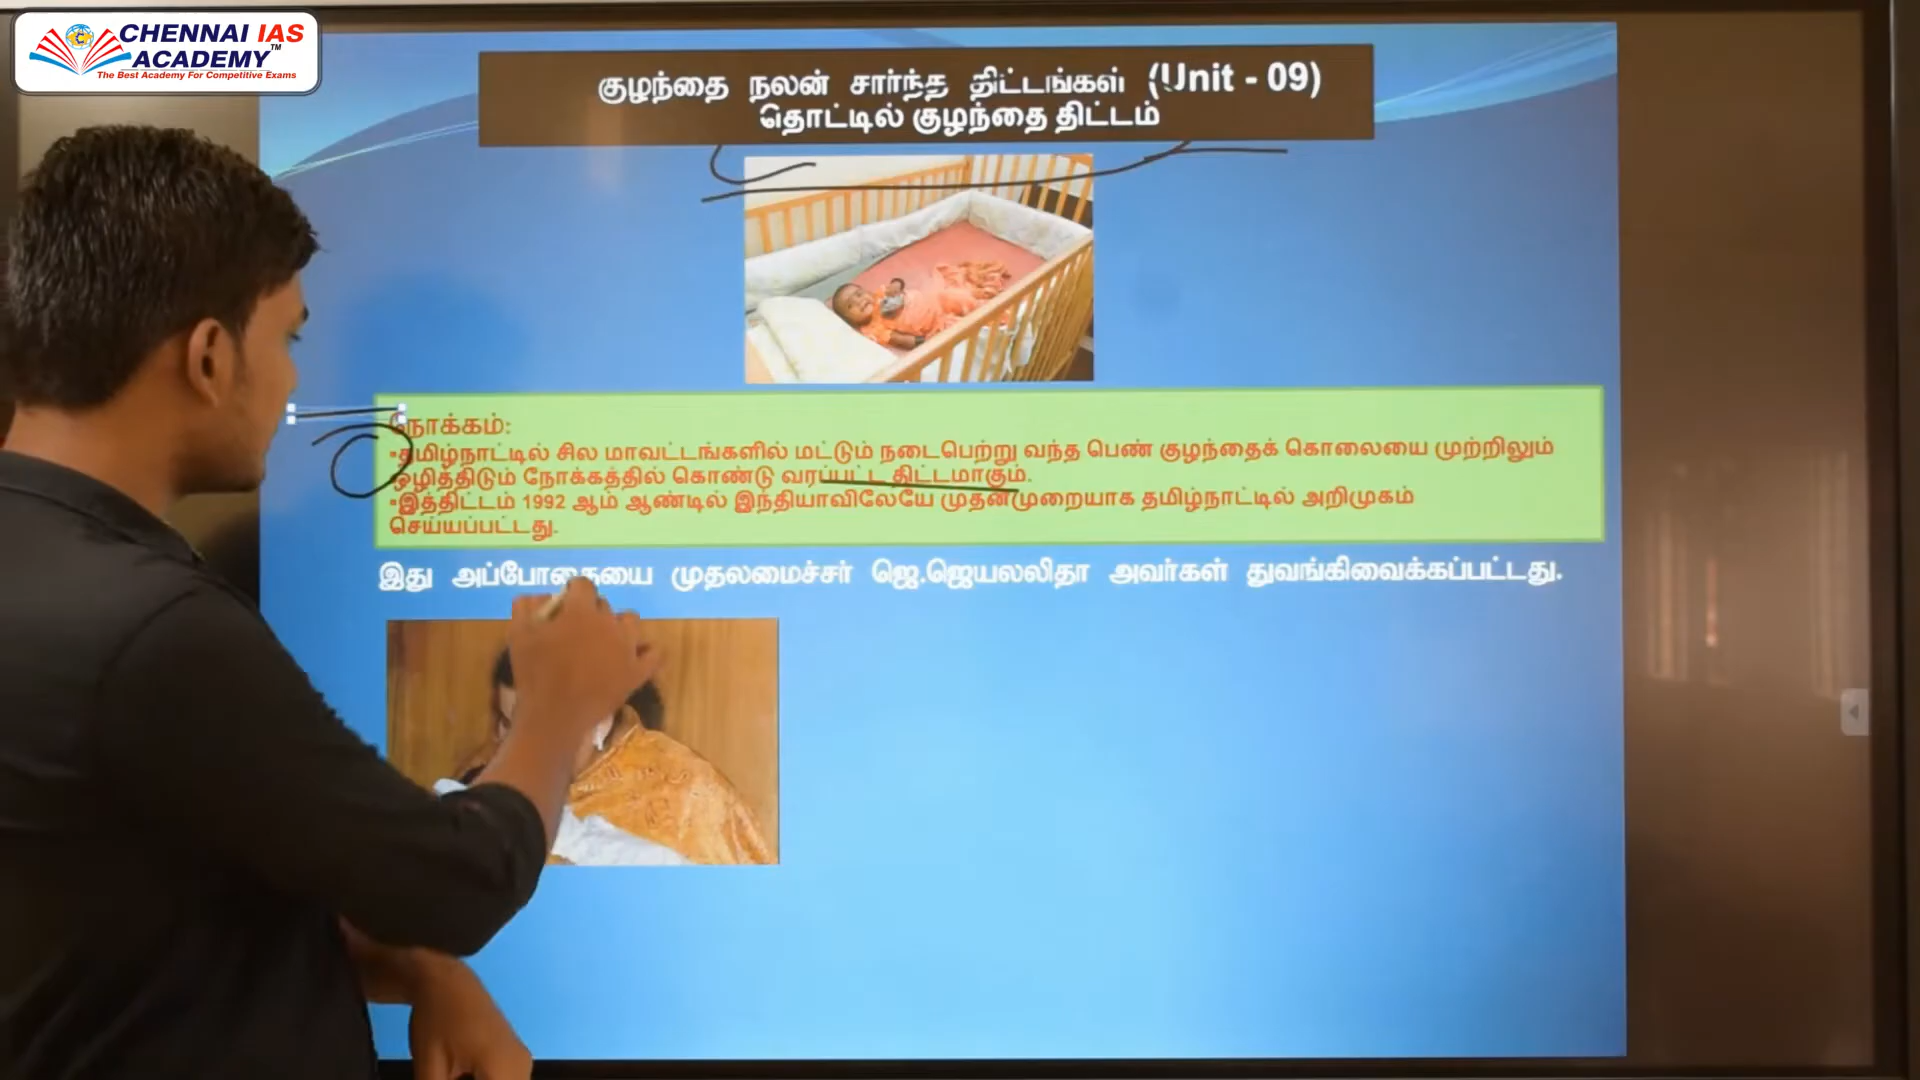 CHENNAI IAS
ACADEMY™
The Best Academy For Competitive Exams
குழந்தை நலன் சார்ந்த திட்டங்கள் (Unit - 09)
தொட்டில் குழந்தை திட்டம்
நோக்கம்:
•தமிழ்நாட்டில் சில மாவட்டங்களில் மட்டும் நடைபெற்று வந்த பெண் குழந்தைக் கொலையை முற்றிலும்
ஒழித்திடும் நோக்கத்தில் கொண்டு வரப்பட்ட திட்டமாகும்.
•இத்திட்டம் 1992 ஆம் ஆண்டில் இந்தியாவிலேயே முதன்முறையாக தமிழ்நாட்டில் அறிமுகம்
செய்யப்பட்டது.
இது அப்போதையை முதலமைச்சர் ஜெ.ஜெயலலிதா அவர்கள் துவங்கிவைக்கப்பட்டது.